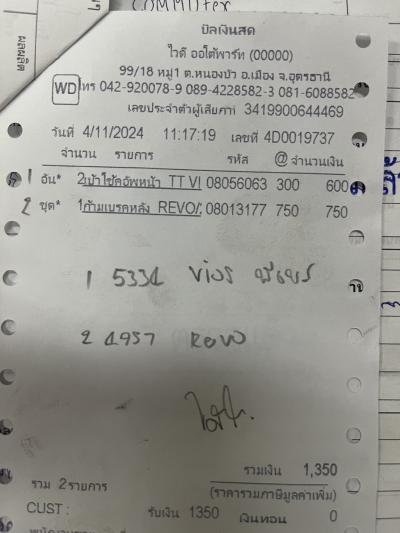 COMMUTER
บิลเงินสด
ไวดี ออโต้พาร์ท (00000)
99/18 หมู่1 ต.หนองบัว อ.เมือง จ.อุดรธานี
WD โทร 042-920078-9 089-4228582-3 081-6088582
เลขประจำตัวผู้เสียภาษี 3419900644469
วันที่ 4/11/2024 11:17:19 เลขที่ 4D0019737
จำนวน รายการ รหัส @ จำนวนเงิน
1 อัน* 2เบ้าโช้คอัพหน้า TT VI 08056063 300 600
2 ชุด* 1ก้ามเบรคหลัง REVO/ 08013177 750 750
1 5334 VIOS
2 4957 REVO
รวมเงิน 1,350
รวม 2รายการ (ราคารวมภาษีมูลค่าเพิ่ม)
CUST : รับเงิน 1350 เงินทอน 0